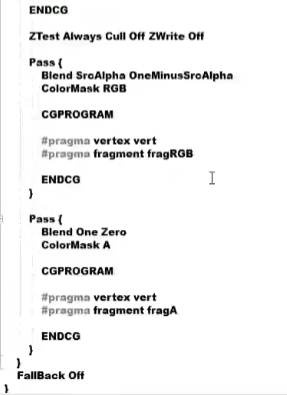 ENDCG
ZTest Always Cull Off ZWrite Off
Pass {
Blend SrcAlpha OneMinusSrcAlpha
ColorMask RGB
CGPROGRAM
#pragma vertex vert
#pragma fragment fragRGB
ENDCG
}
Pass {
Blend One Zero
ColorMask A
CGPROGRAM
#pragma vertex vert
#pragma fragment fragA
ENDCG
}
}
FallBack Off
}